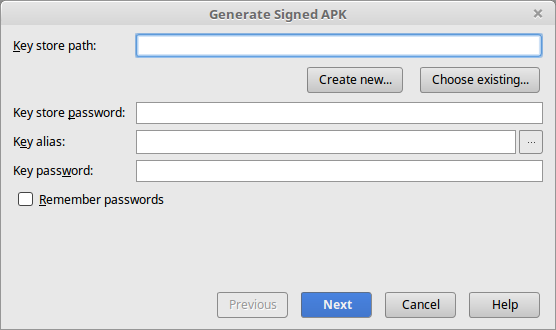 Generate Signed APK
Key store path:
Create new... Choose existing...
Key store password:
Key alias:
...
Key password:
Remember passwords
Previous Next Cancel Help